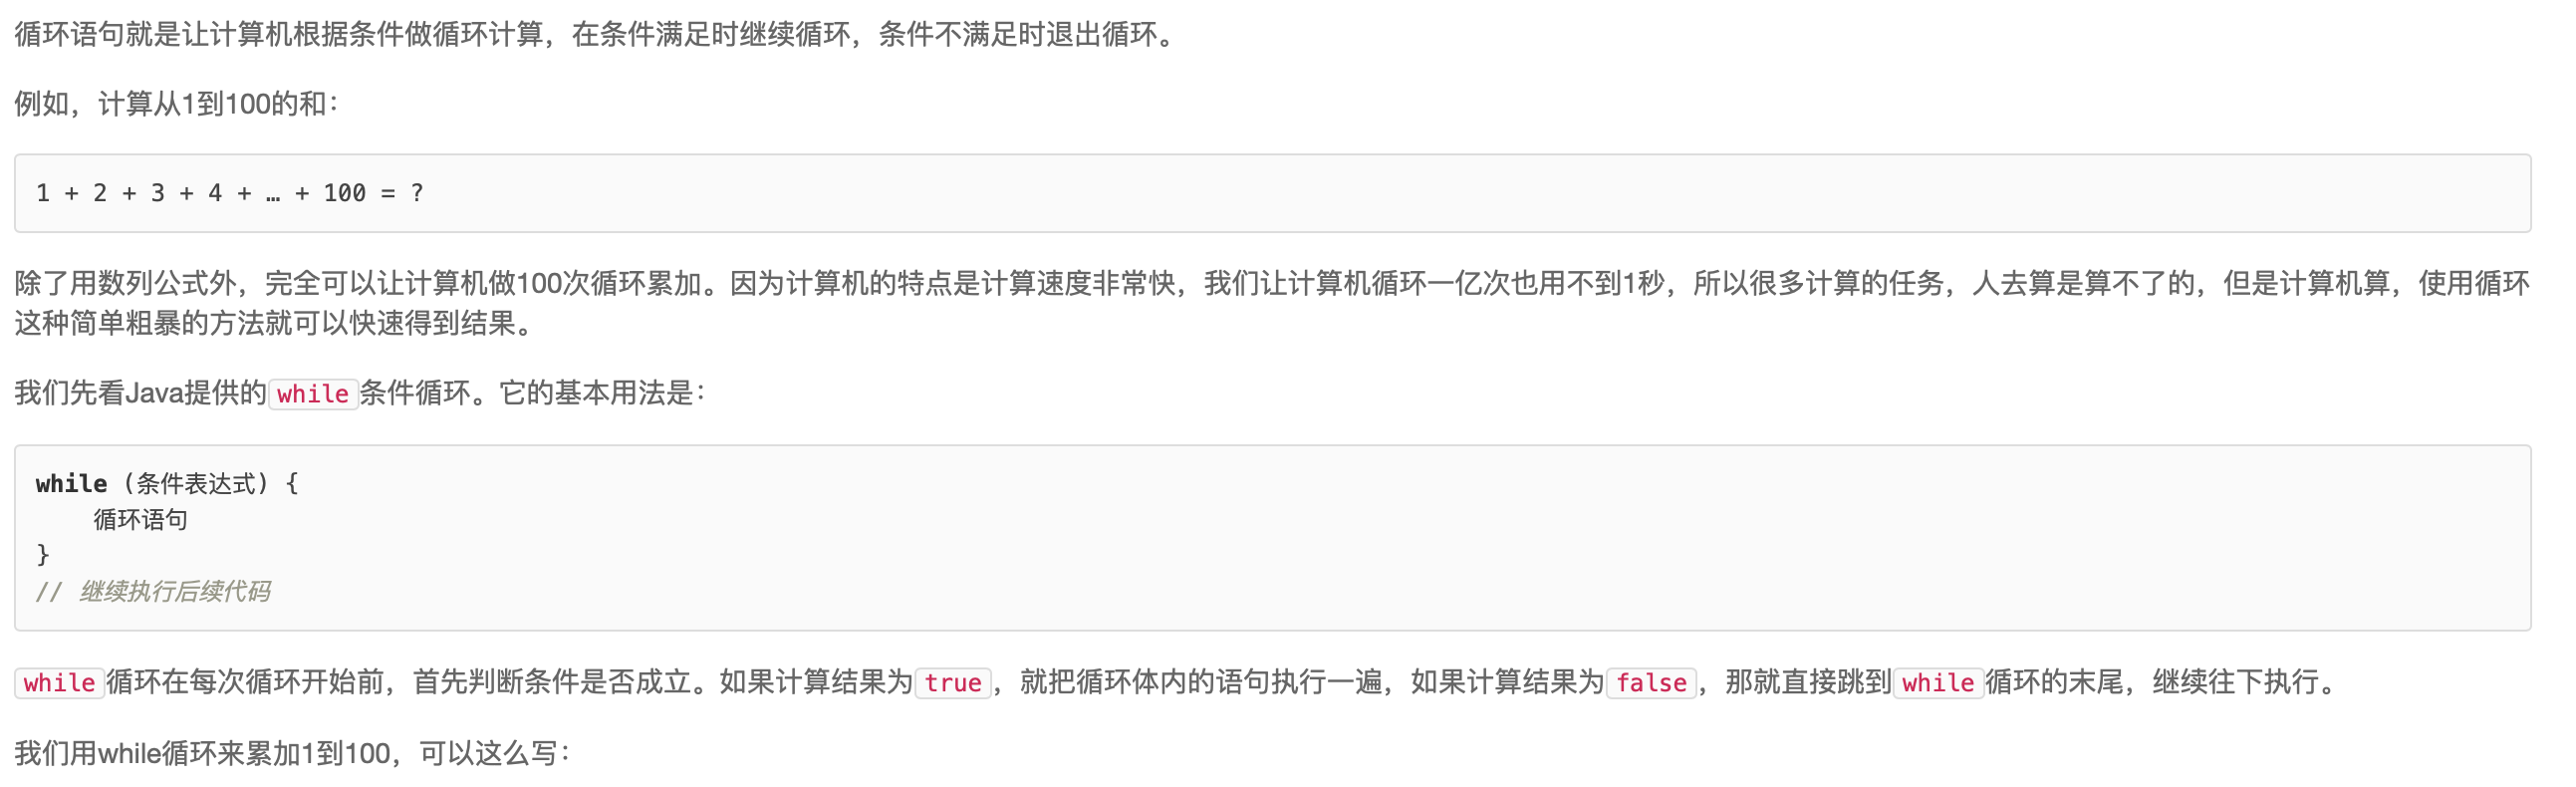 循环语句就是让计算机根据条件做循环计算，在条件满足时继续循环，条件不满足时退出循环。
例如，计算从1到100的和：
1 + 2 + 3 + 4 + … + 100 = ?
除了用数列公式外，完全可以让计算机做100次循环累加。因为计算机的特点是计算速度非常快，我们让计算机循环一亿次也用不到1秒，所以很多计算的任务，人去算是算不了的，但是计算机算，使用循环
这种简单粗暴的方法就可以快速得到结果。
我们先看Java提供的while条件循环。它的基本用法是：
while (条件表达式) {
    循环语句
}
// 继续执行后续代码
while循环在每次循环开始前，首先判断条件是否成立。如果计算结果为true，就把循环体内的语句执行一遍，如果计算结果为false，那就直接跳到while循环的末尾，继续往下执行。
我们用while循环来累加1到100，可以这么写：